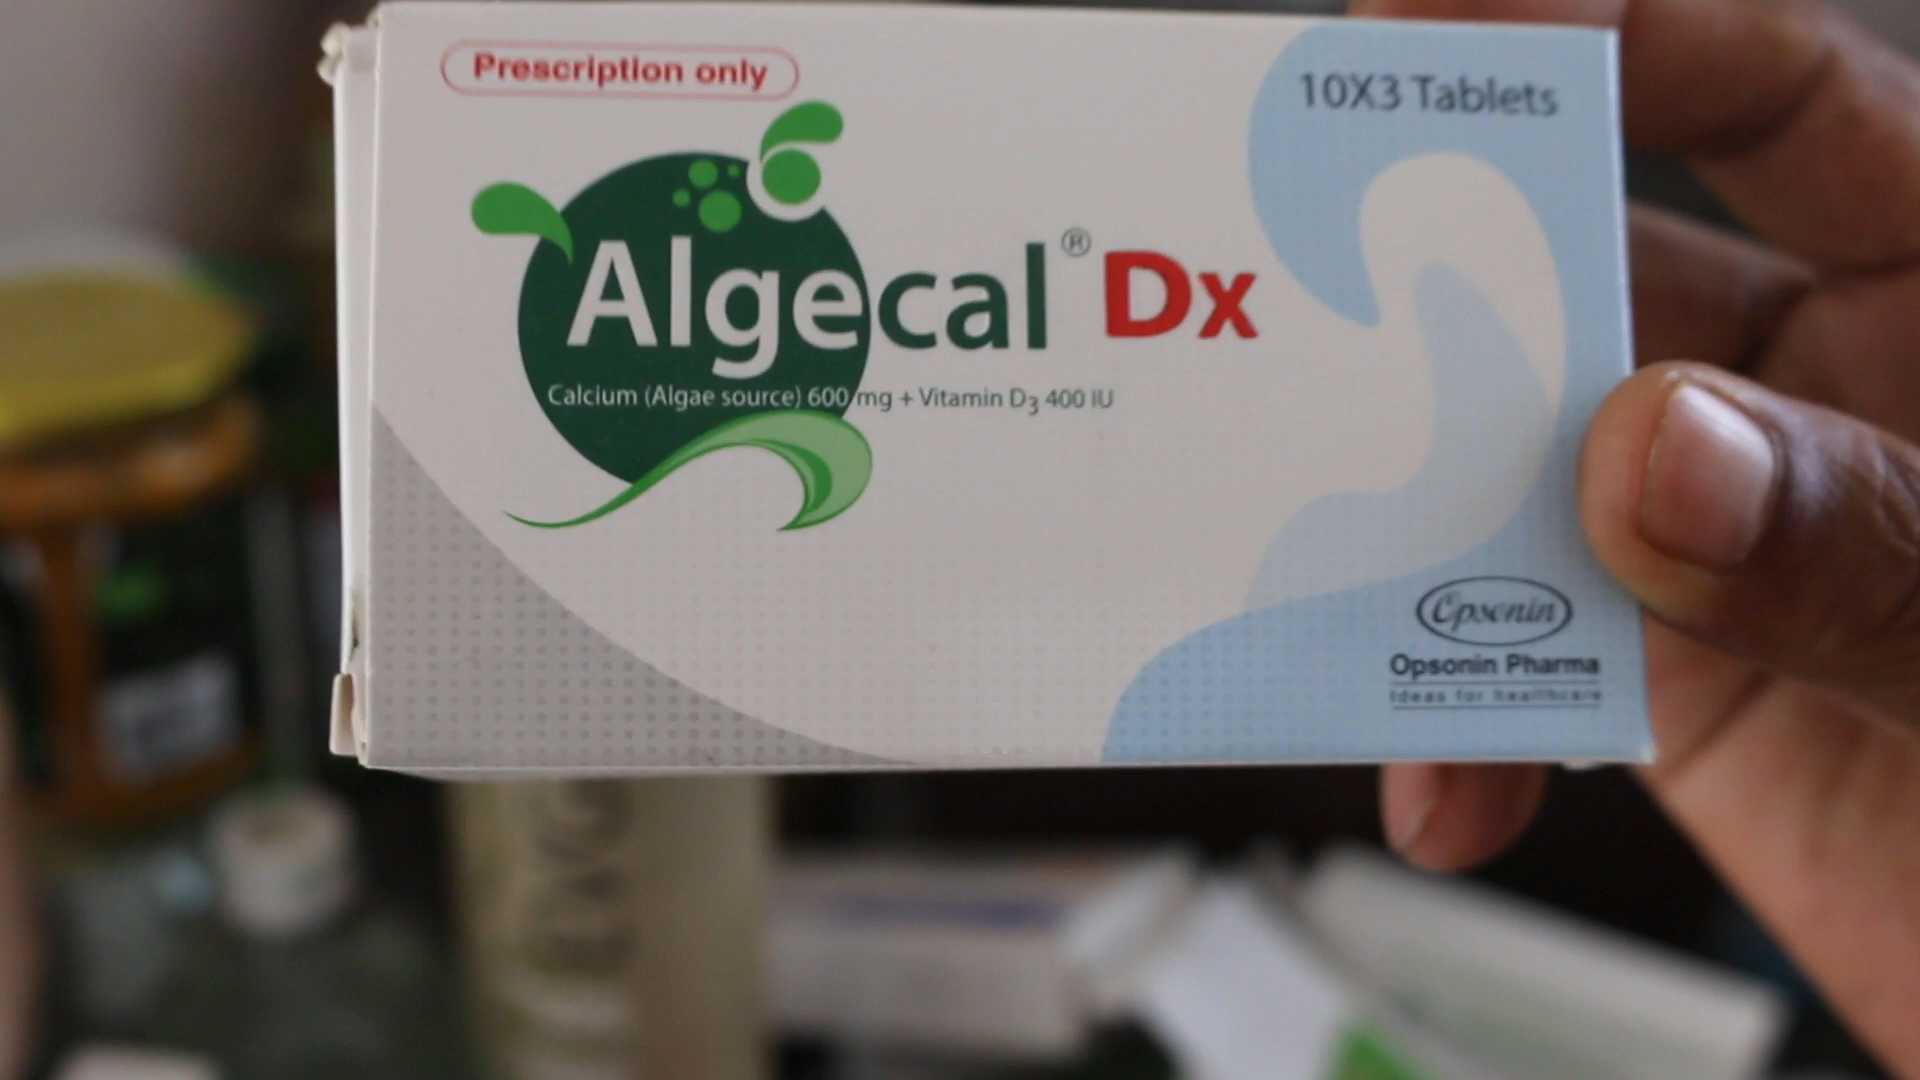 Prescription only
10X3 Tablets
Algecal® Dx
Calcium (Algae source) 600 mg + Vitamin D3 400 IU
Opsonin
Opsonin Pharma
Ideas for healthcare